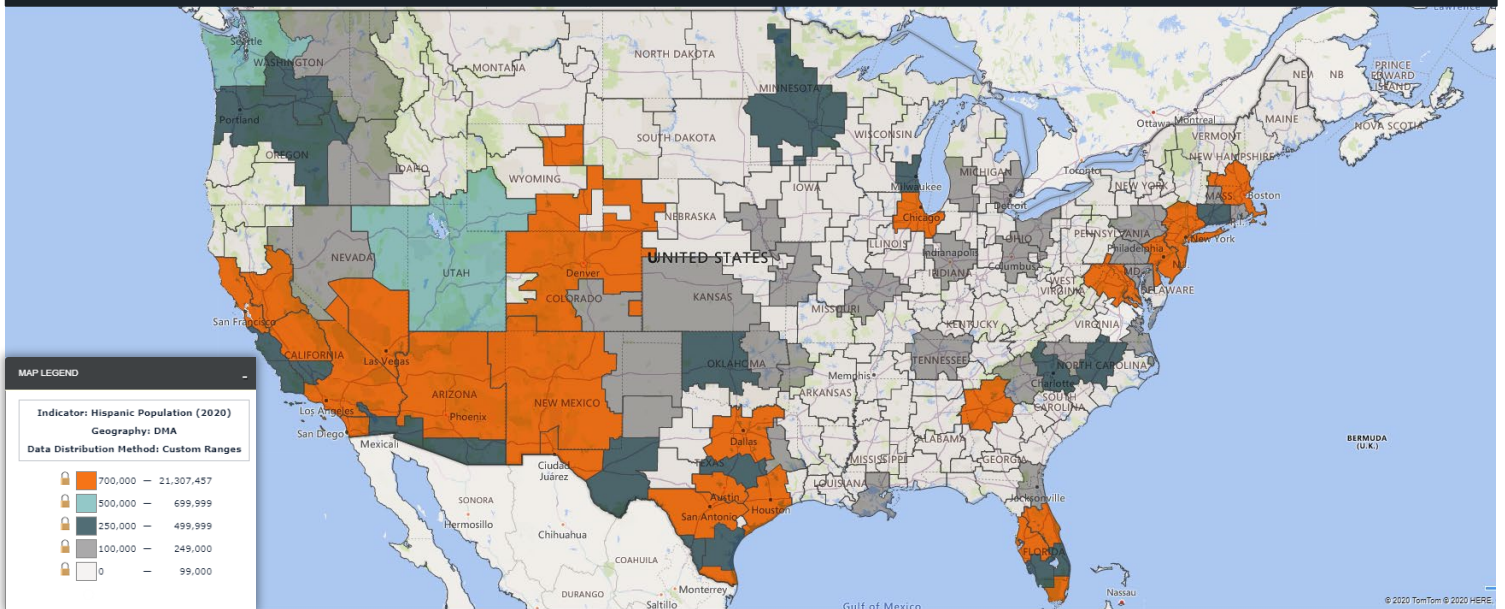 Lawrence
Seattle
WASHINGTON
MONTANA
NORTH DAKOTA
MINNESOTA
NB
PRINCE
EDWARD
ISLAND
Ottawa
Montreal
MAINE
NOVA SCOTIA
Portland
OREGON
IDAHO
WYOMING
SOUTH DAKOTA
WISCONSIN
MICHIGAN
Toronto
VERMONT
NEW HAMPSHIRE
NEW YORK
MASS.
Boston
IOWA
Milwaukee
Chicago
Detroit
NEBRASKA
NEVADA
UTAH
Denver
COLORADO
UNITED STATES
KANSAS
ILLINOIS
Indianapolis
INDIANA
OHIO
Columbus
PENNSYLVANIA
Philadelphia
New York
MD.
DELAWARE
WEST
VIRGINIA
VIRGINIA
MISSOURI
KENTUCKY
San Francisco
CALIFORNIA
Las Vegas
ARIZONA
Phoenix
NEW MEXICO
OKLAHOMA
ARKANSAS
Memphis
TENNESSEE
NORTH CAROLINA
Charlotte
SOUTH
CAROLINA
Los Angeles
San Diego
Mexicali
Ciudad
Juárez
Dallas
TEXAS
Austin
San Antonio
Houston
LOUISIANA
MISSISSIPPI
ALABAMA
GEORGIA
Jacksonville
FLORIDA
BERMUDA
(U.K.)
SONORA
Hermosillo
Chihuahua
COAHUILA
DURANGO
Monterrey
Saltillo
Gulf of Mexico
Nassau
MAP LEGEND
Indicator: Hispanic Population (2020)
Geography: DMA
Data Distribution Method: Custom Ranges
700,000 — 21,307,457
500,000 — 699,999
250,000 — 499,999
100,000 — 249,000
0 — 99,000
© 2020 TomTom © 2020 HERE